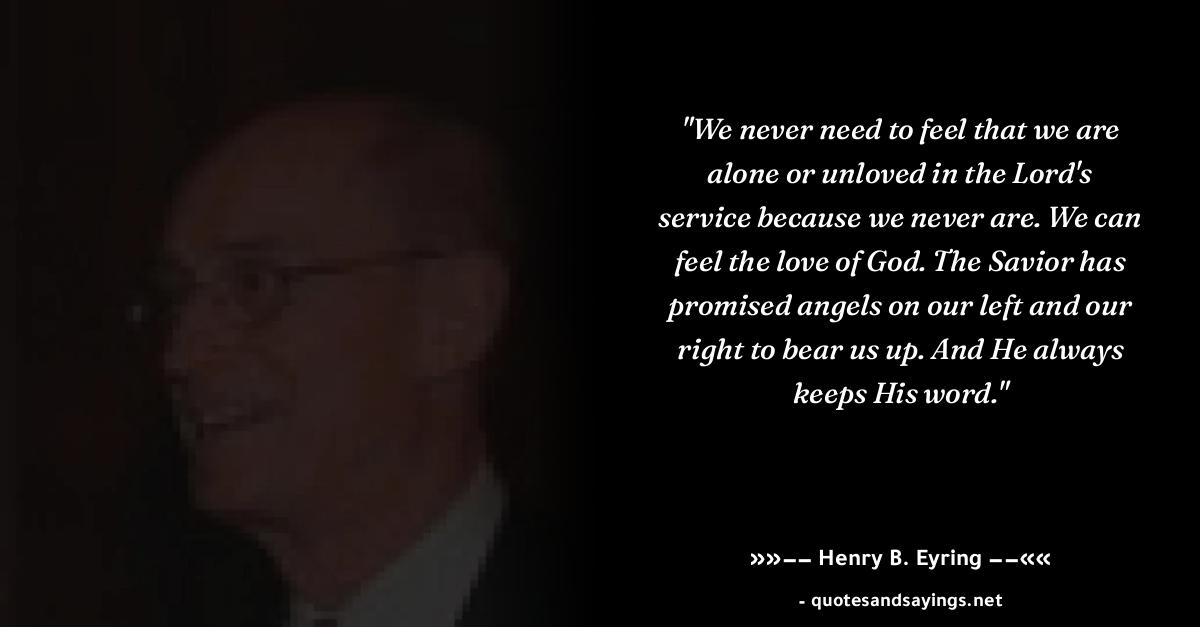 "We never need to feel that we are
alone or unloved in the Lord's
service because we never are. We can
feel the love of God. The Savior has
promised angels on our left and our
right to bear us up. And He always
keeps His word."
»»–– Henry B. Eyring ––««
- quotesandsayings.net